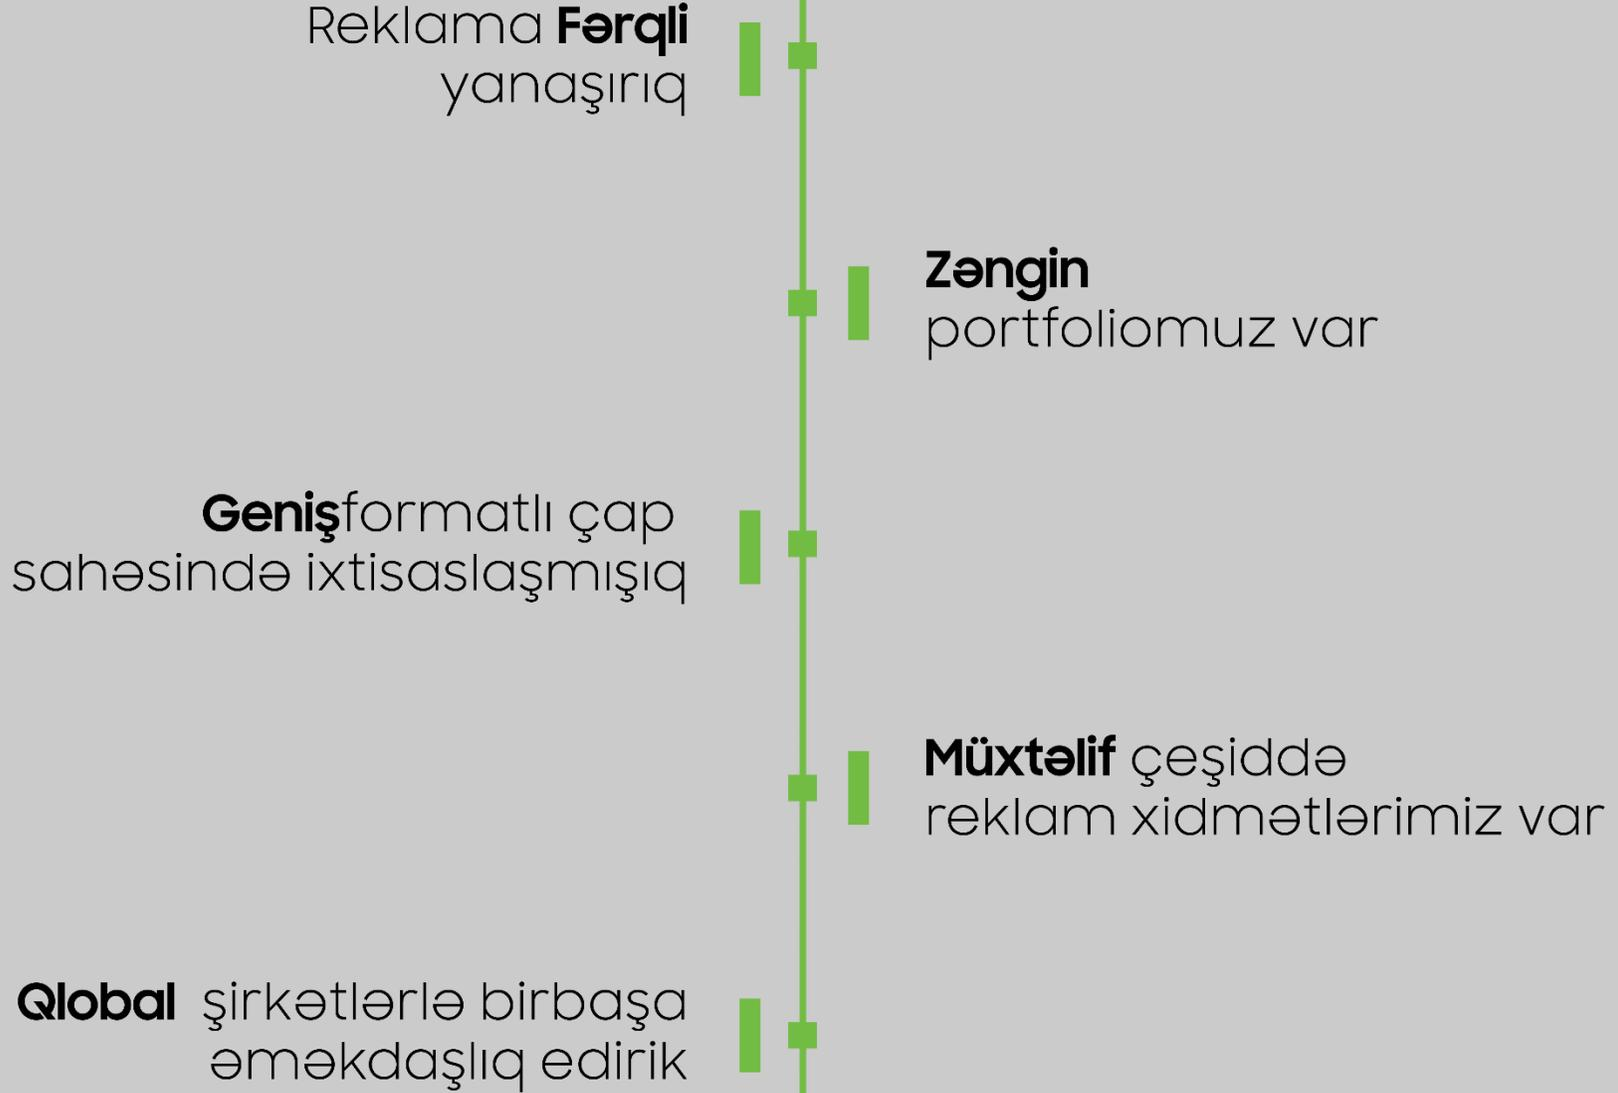 Reklama Fərqli
yanaşırıq
Zəngin
portfoliomuz var
Genişformatlı çap
sahəsində ixtisaslaşmışıq
Müxtəlif çeşiddə
reklam xidmətlərimiz var
Qlobal şirkətlərlə birbaşa
əməkdaşlıq edirik